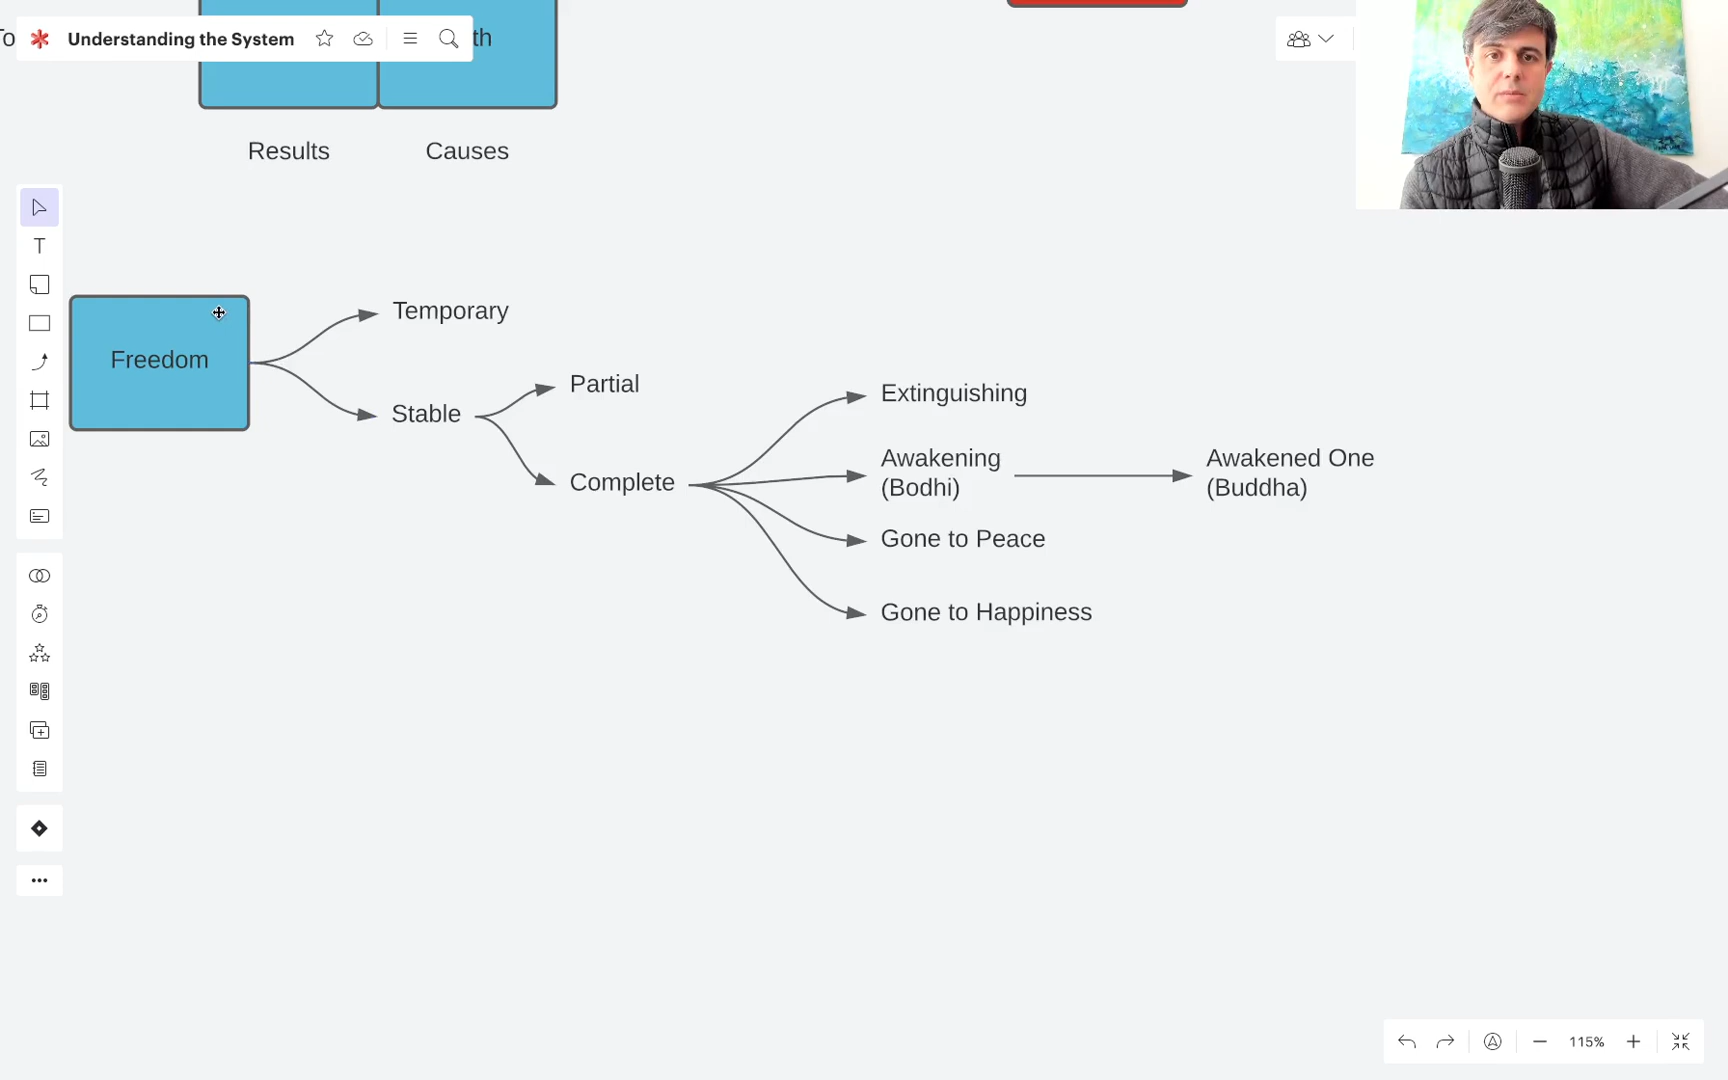 To
Understanding the System
th
Results
Causes
Freedom
Temporary
Stable
Partial
Complete
Extinguishing
Awakening
(Bodhi)
Gone to Peace
Gone to Happiness
Awakened One
(Buddha)
T
115%